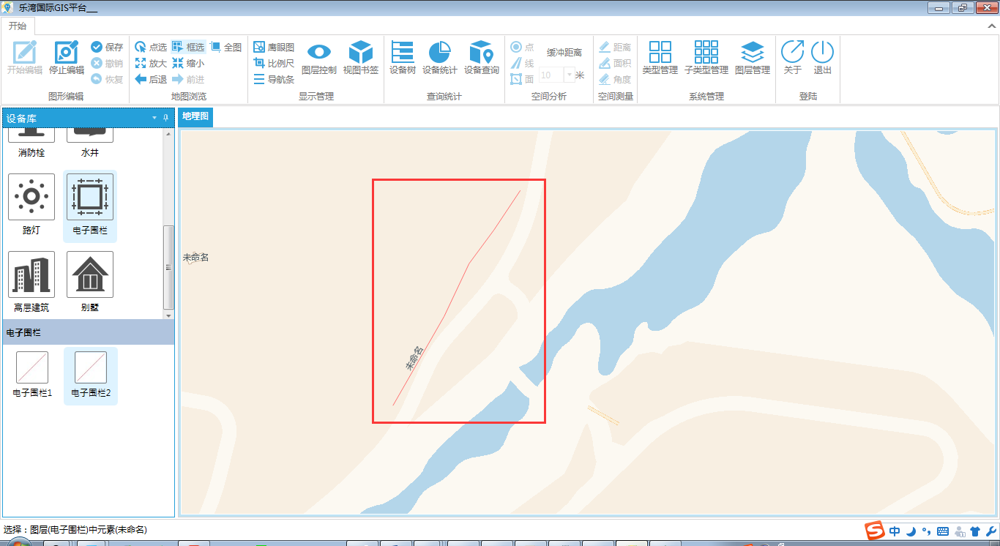 乐湾国际GIS平台__
开始
开始编辑 停止编辑 保存 撤销 恢复
图形编辑
点选 框选 全图
放大 缩小
后退 前进
地图浏览
鹰眼图
比例尺
导航条
图层控制 视图书签
显示管理
设备树 设备统计 设备查询
查询统计
点 缓冲距离
线
面 10 米
空间分析
距离
面积
角度
空间测量
类型管理 子类型管理 图层管理
系统管理
关于 退出
登陆
设备库
消防栓 水井
路灯 电子围栏
高层建筑 别墅
电子围栏
电子围栏1 电子围栏2
地理图
未命名
未命名
选择：图层(电子围栏)中元素(未命名)
S 中